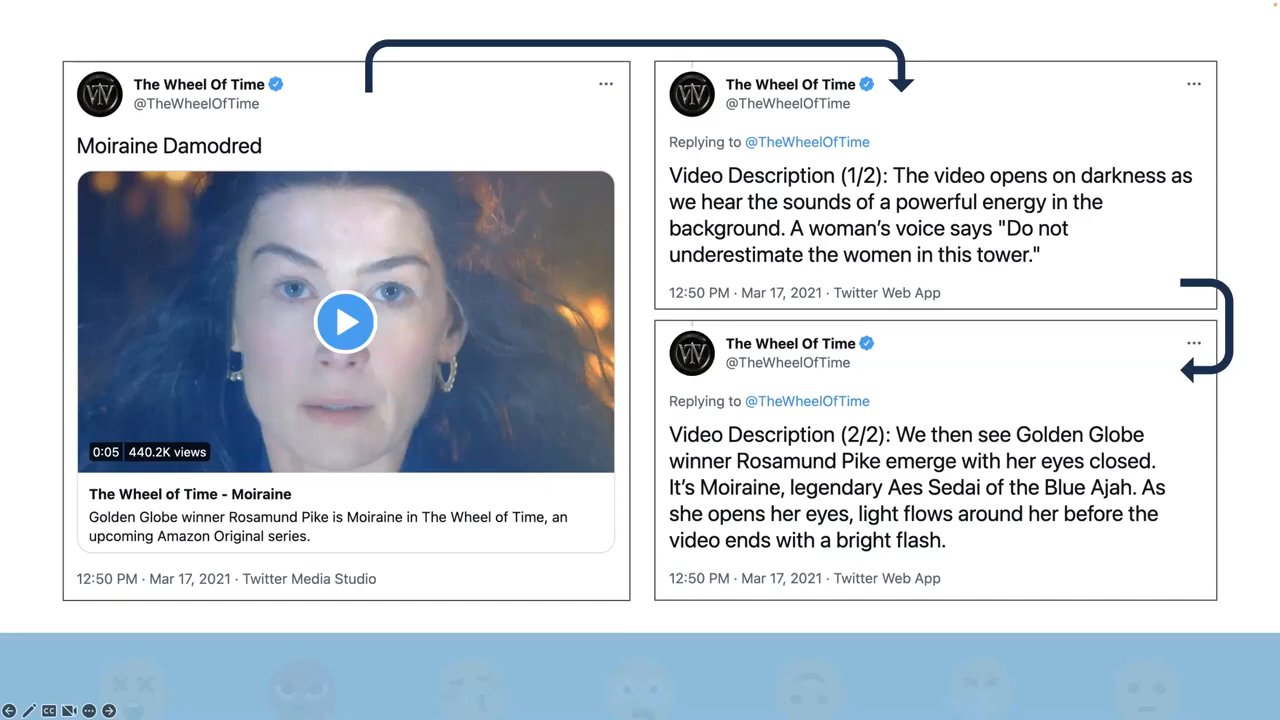 The Wheel Of Time
@TheWheelOfTime
Moiraine Damodred
0:05 440.2K views
The Wheel of Time - Moiraine
Golden Globe winner Rosamund Pike is Moiraine in The Wheel of Time, an
upcoming Amazon Original series.
12:50 PM · Mar 17, 2021 · Twitter Media Studio
The Wheel Of Time
@TheWheelOfTime
Replying to @TheWheelOfTime
Video Description (1/2): The video opens on darkness as
we hear the sounds of a powerful energy in the
background. A woman’s voice says "Do not
underestimate the women in this tower."
12:50 PM · Mar 17, 2021 · Twitter Web App
The Wheel Of Time
@TheWheelOfTime
Replying to @TheWheelOfTime
Video Description (2/2): We then see Golden Globe
winner Rosamund Pike emerge with her eyes closed.
It’s Moiraine, legendary Aes Sedai of the Blue Ajah. As
she opens her eyes, light flows around her before the
video ends with a bright flash.
12:50 PM · Mar 17, 2021 · Twitter Web App
CC